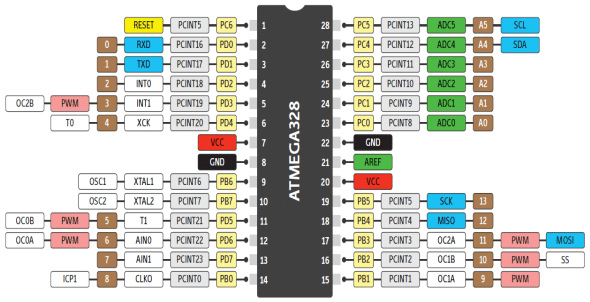 RESET PCINT5 PC6 1 28 PC5 PCINT13 ADC5 A5 SCL
0 RXD PCINT16 PD0 2 27 PC4 PCINT12 ADC4 A4 SDA
1 TXD PCINT17 PD1 3 26 PC3 PCINT11 ADC3 A3
2 INT0 PCINT18 PD2 4 25 PC2 PCINT10 ADC2 A2
OC2B PWM 3 INT1 PCINT19 PD3 5 24 PC1 PCINT9 ADC1 A1
T0 4 XCK PCINT20 PD4 6 23 PC0 PCINT8 ADC0 A0
VCC 7 22 GND
GND 8 21 AREF
OSC1 XTAL1 PCINT6 PB6 9 20 VCC
OSC2 XTAL2 PCINT7 PB7 10 19 PB5 PCINT5 SCK 13
OC0B PWM 5 T1 PCINT21 PD5 11 18 PB4 PCINT4 MISO 12
OC0A PWM 6 AIN0 PCINT22 PD6 12 17 PB3 PCINT3 OC2A 11 PWM MOSI
7 AIN1 PCINT23 PD7 13 16 PB2 PCINT2 OC1B 10 PWM SS
ICP1 8 CLKO PCINT0 PB0 14 15 PB1 PCINT1 OC1A 9 PWM
ATMEGA328